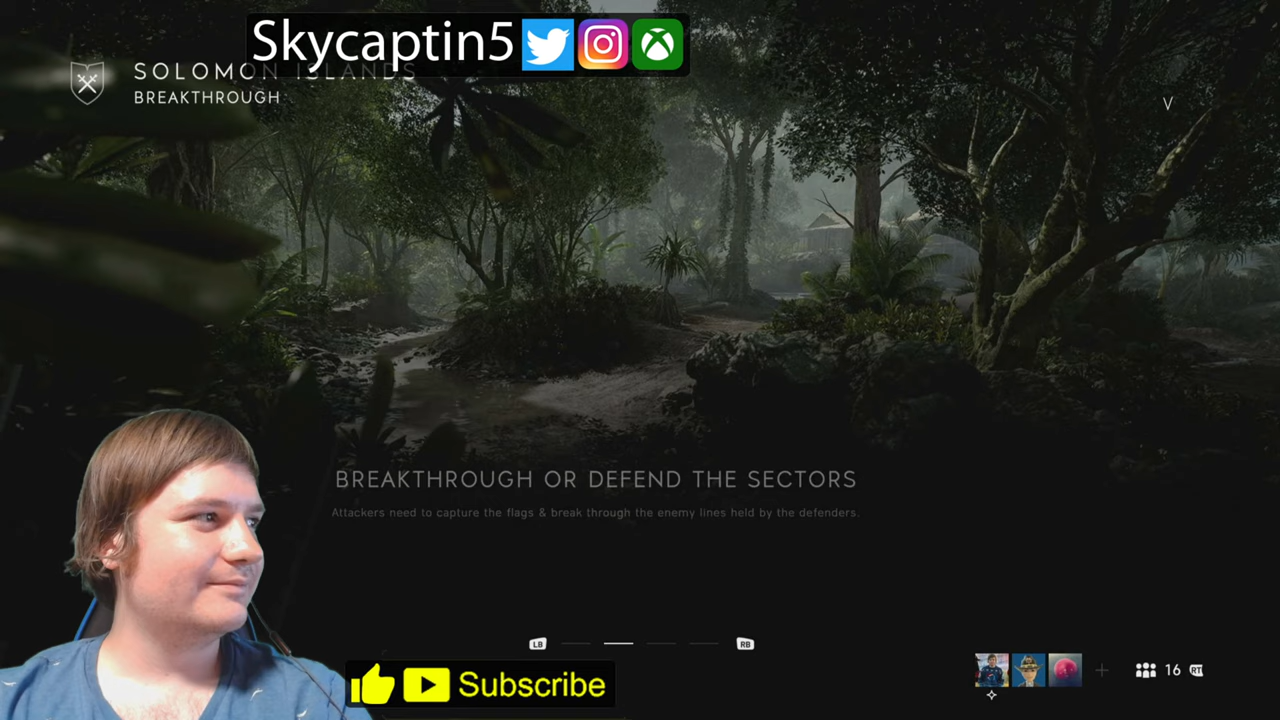 Skycaptin5
SOLOMON ISLANDS
BREAKTHROUGH
V
BREAKTHROUGH OR DEFEND THE SECTORS
Attackers need to capture the flags & break through the enemy lines held by the defenders.
LB
RB
16 RT
Subscribe